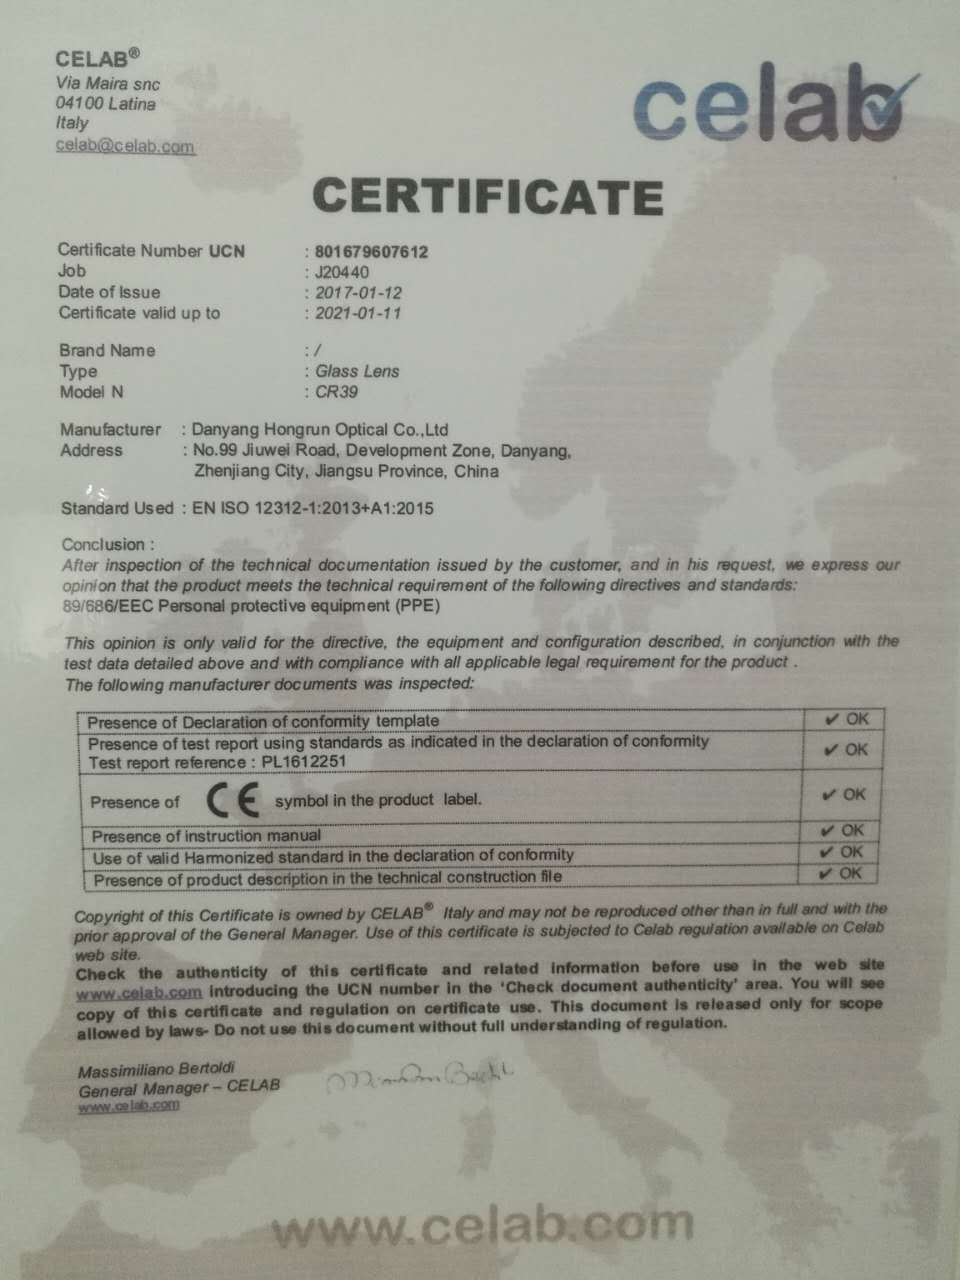 CELAB®
Via Maira snc
04100 Latina
Italy
celab@celab.com
celab
CERTIFICATE
Certificate Number UCN : 801679607612
Job : J20440
Date of Issue : 2017-01-12
Certificate valid up to : 2021-01-11
Brand Name : /
Type : Glass Lens
Model N : CR39
Manufacturer : Danyang Hongrun Optical Co.,Ltd
Address : No.99 Jiuwei Road, Development Zone, Danyang,
Zhenjiang City, Jiangsu Province, China
Standard Used : EN ISO 12312-1:2013+A1:2015
Conclusion :
After inspection of the technical documentation issued by the customer, and in his request, we express our
opinion that the product meets the technical requirement of the following directives and standards:
89/686/EEC Personal protective equipment (PPE)
This opinion is only valid for the directive, the equipment and configuration described, in conjunction with the
test data detailed above and with compliance with all applicable legal requirement for the product .
The following manufacturer documents was inspected:
Presence of Declaration of conformity template ✔ OK
Presence of test report using standards as indicated in the declaration of conformity
Test report reference : PL1612251 ✔ OK
Presence of CE symbol in the product label. ✔ OK
Presence of instruction manual ✔ OK
Use of valid Harmonized standard in the declaration of conformity ✔ OK
Presence of product description in the technical construction file ✔ OK
Copyright of this Certificate is owned by CELAB® Italy and may not be reproduced other than in full and with the
prior approval of the General Manager. Use of this certificate is subjected to Celab regulation available on Celab
web site.
Check the authenticity of this certificate and related information before use in the web site
www.celab.com introducing the UCN number in the 'Check document authenticity' area. You will see
copy of this certificate and regulation on certificate use. This document is released only for scope
allowed by laws- Do not use this document without full understanding of regulation.
Massimiliano Bertoldi
General Manager – CELAB
www.celab.com
www.celab.com